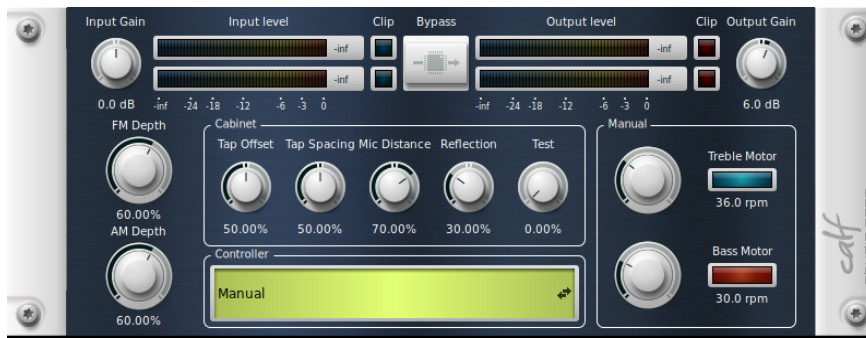 Input Gain
Input level
Clip
Bypass
Output level
Clip
Output Gain
-inf
-inf
-inf
-inf
0.0 dB
-inf -24 -18 -12 -6 -3 0
-inf -24 -18 -12 -6 -3 0
6.0 dB
FM Depth
60.00%
AM Depth
60.00%
Cabinet
Tap Offset Tap Spacing Mic Distance Reflection Test
50.00% 50.00% 70.00% 30.00% 0.00%
Controller
Manual
Manual
Treble Motor
36.0 rpm
Bass Motor
30.0 rpm
calf